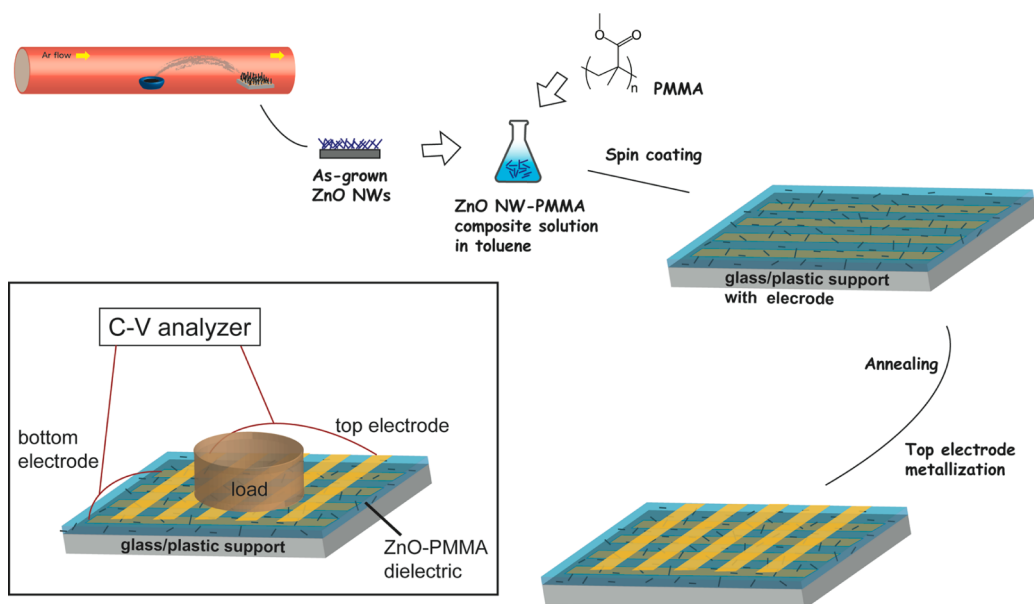 Ar flow
O
O
n
PMMA
As-grown
ZnO NWs
ZnO NW-PMMA
composite solution
in toluene
Spin coating
glass/plastic support
with elecrode
Annealing
Top electrode
metallization
C-V analyzer
bottom
electrode
top electrode
load
glass/plastic support
ZnO-PMMA
dielectric